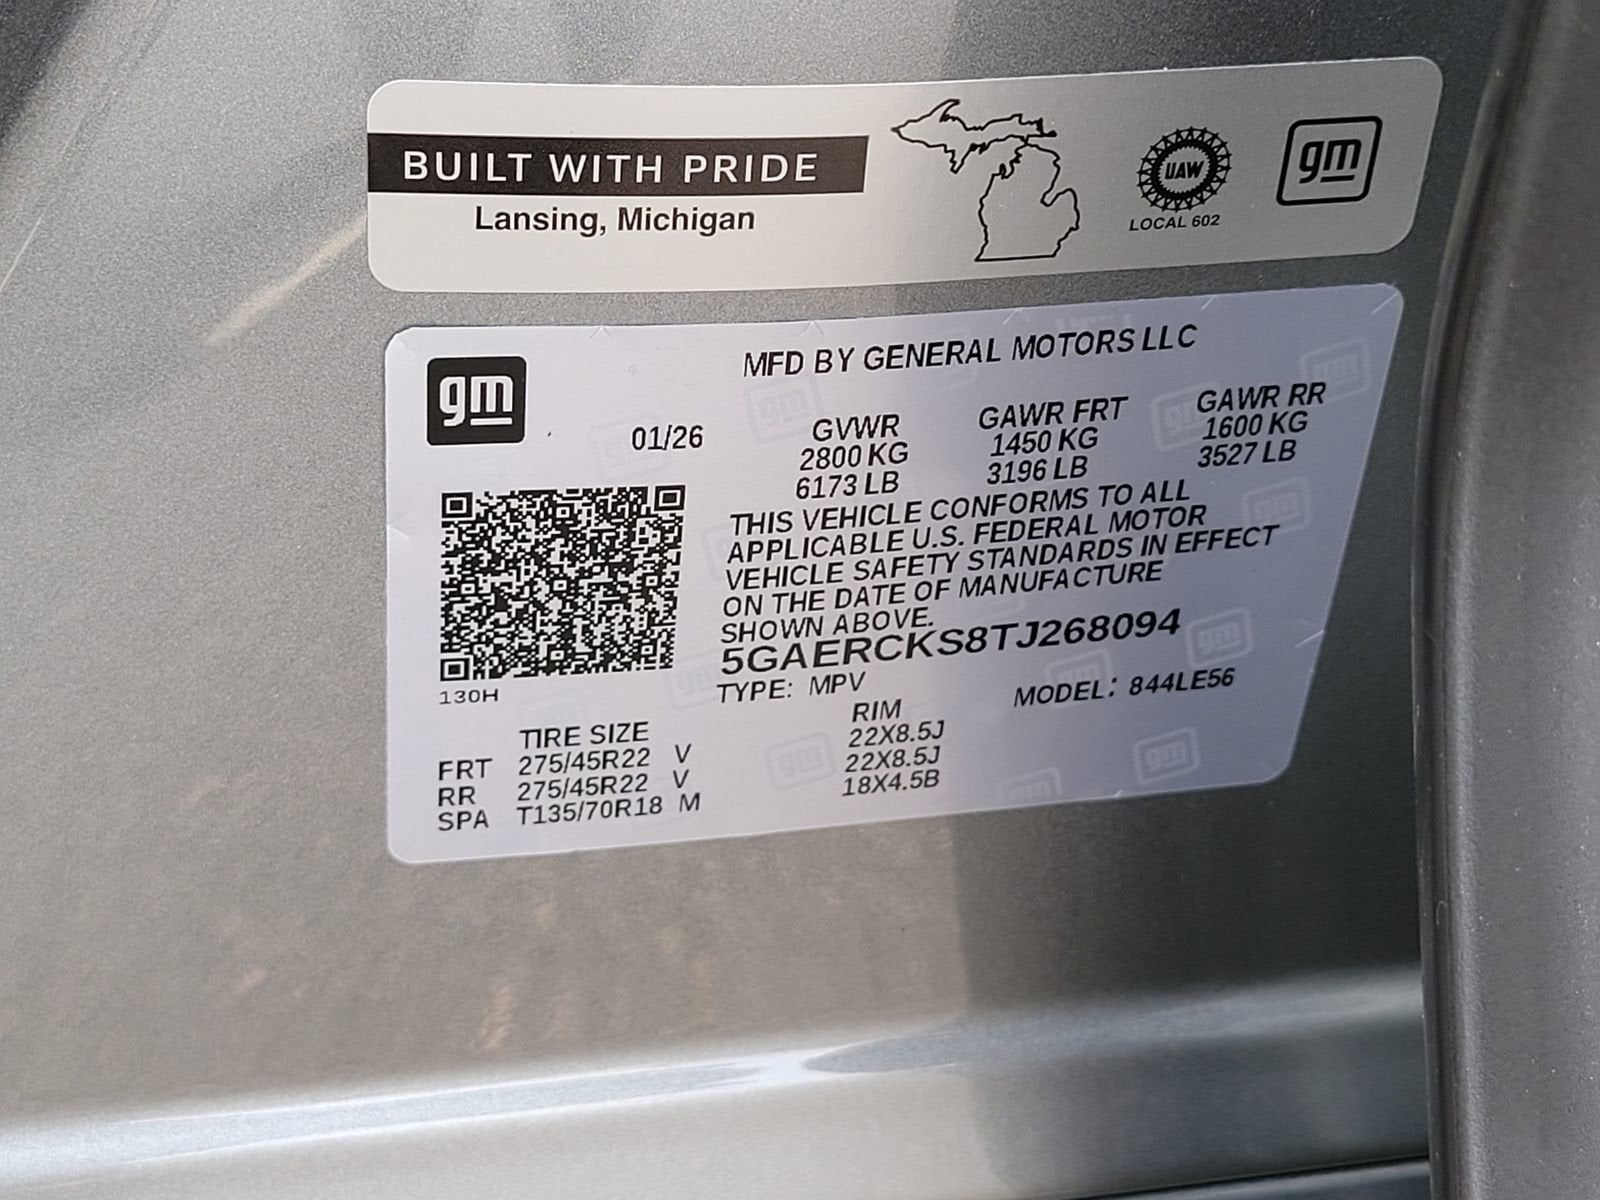 BUILT WITH PRIDE
Lansing, Michigan
UAW
LOCAL 602
gm
gm
MFD BY GENERAL MOTORS LLC
01/26
GVWR GAWR FRT GAWR RR
2800 KG 1450 KG 1600 KG
6173 LB 3196 LB 3527 LB
THIS VEHICLE CONFORMS TO ALL
APPLICABLE U.S. FEDERAL MOTOR
VEHICLE SAFETY STANDARDS IN EFFECT
ON THE DATE OF MANUFACTURE
SHOWN ABOVE.
5GAERCKS8TJ268094
130H
TYPE: MPV MODEL: 844LE56
TIRE SIZE RIM
FRT 275/45R22 V 22X8.5J
RR 275/45R22 V 22X8.5J
SPA T135/70R18 M 18X4.5B